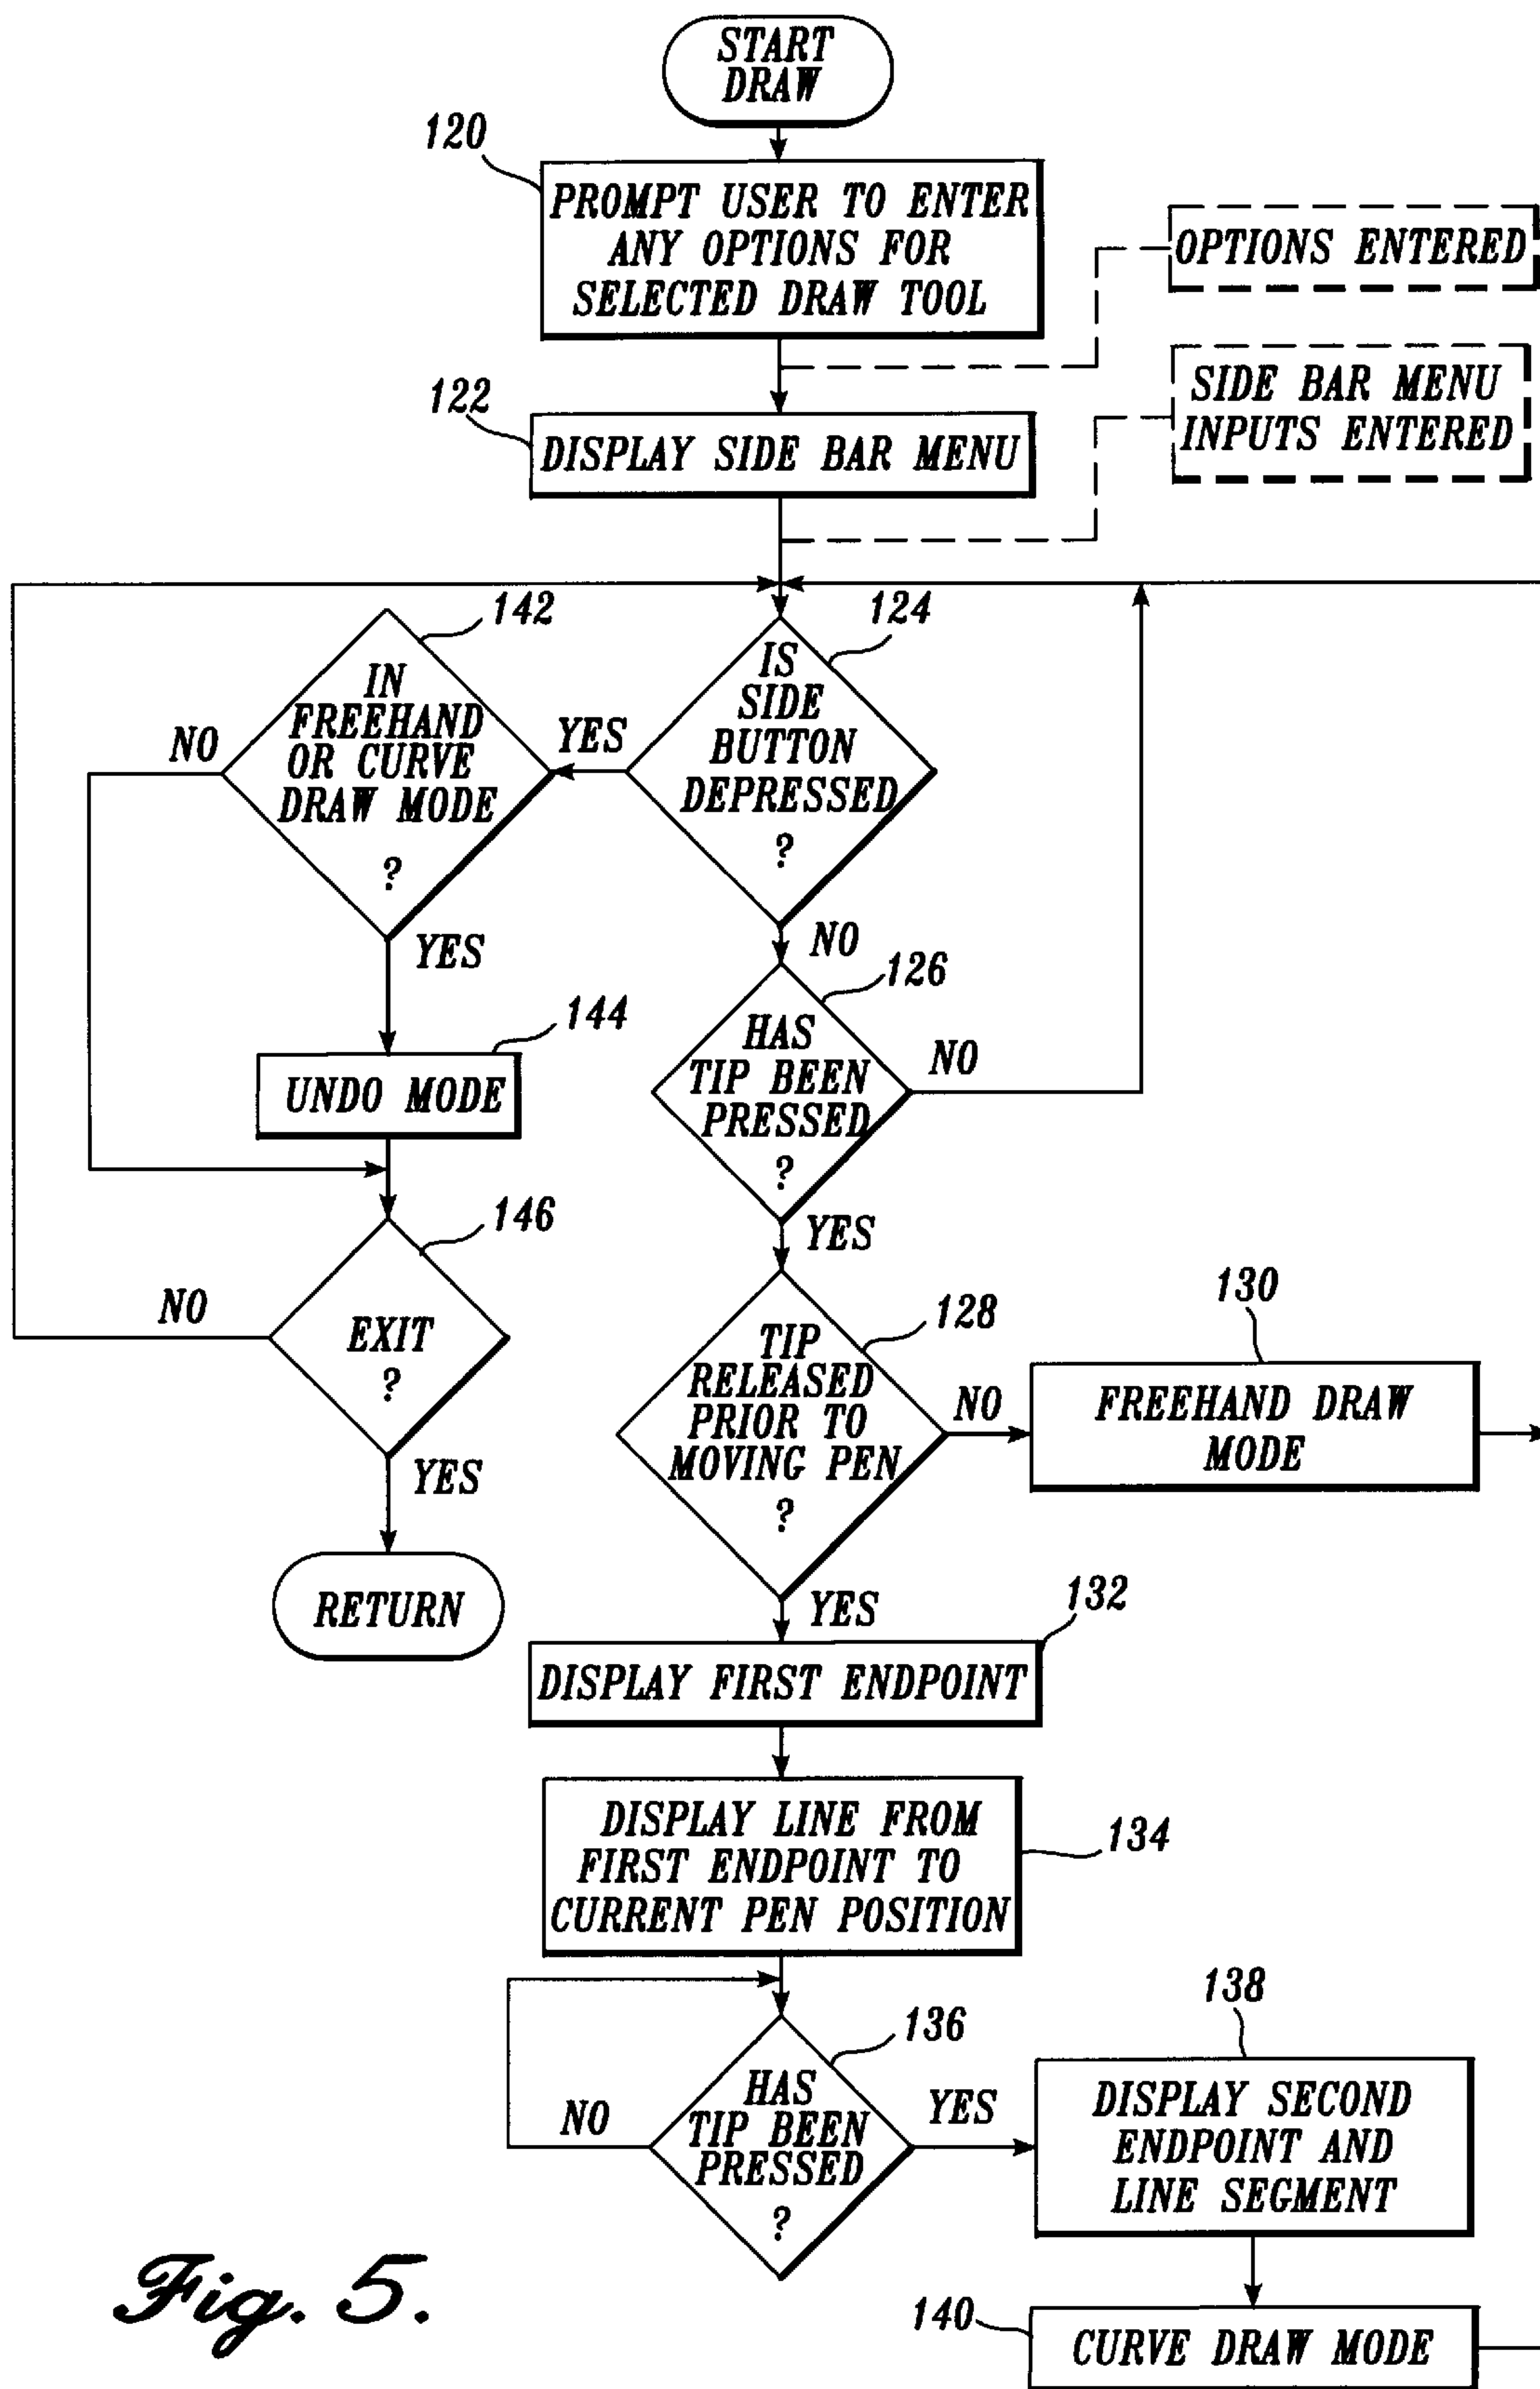 START
DRAW
120
PROMPT USER TO ENTER
ANY OPTIONS FOR
SELECTED DRAW TOOL
OPTIONS ENTERED
122
DISPLAY SIDE BAR MENU
SIDE BAR MENU
INPUTS ENTERED
142
IN
FREEHAND
OR CURVE
DRAW MODE
?
NO
YES
124
IS
SIDE
BUTTON
DEPRESSED
?
YES
NO
126
HAS
TIP BEEN
PRESSED
?
NO
YES
144
UNDO MODE
146
EXIT
?
NO
YES
RETURN
128
TIP
RELEASED
PRIOR TO
MOVING PEN
?
NO
YES
130
FREEHAND DRAW
MODE
132
DISPLAY FIRST ENDPOINT
DISPLAY LINE FROM
FIRST ENDPOINT TO
CURRENT PEN POSITION
134
136
HAS
TIP BEEN
PRESSED
?
NO
YES
138
DISPLAY SECOND
ENDPOINT AND
LINE SEGMENT
140
CURVE DRAW MODE
Fig. 5.